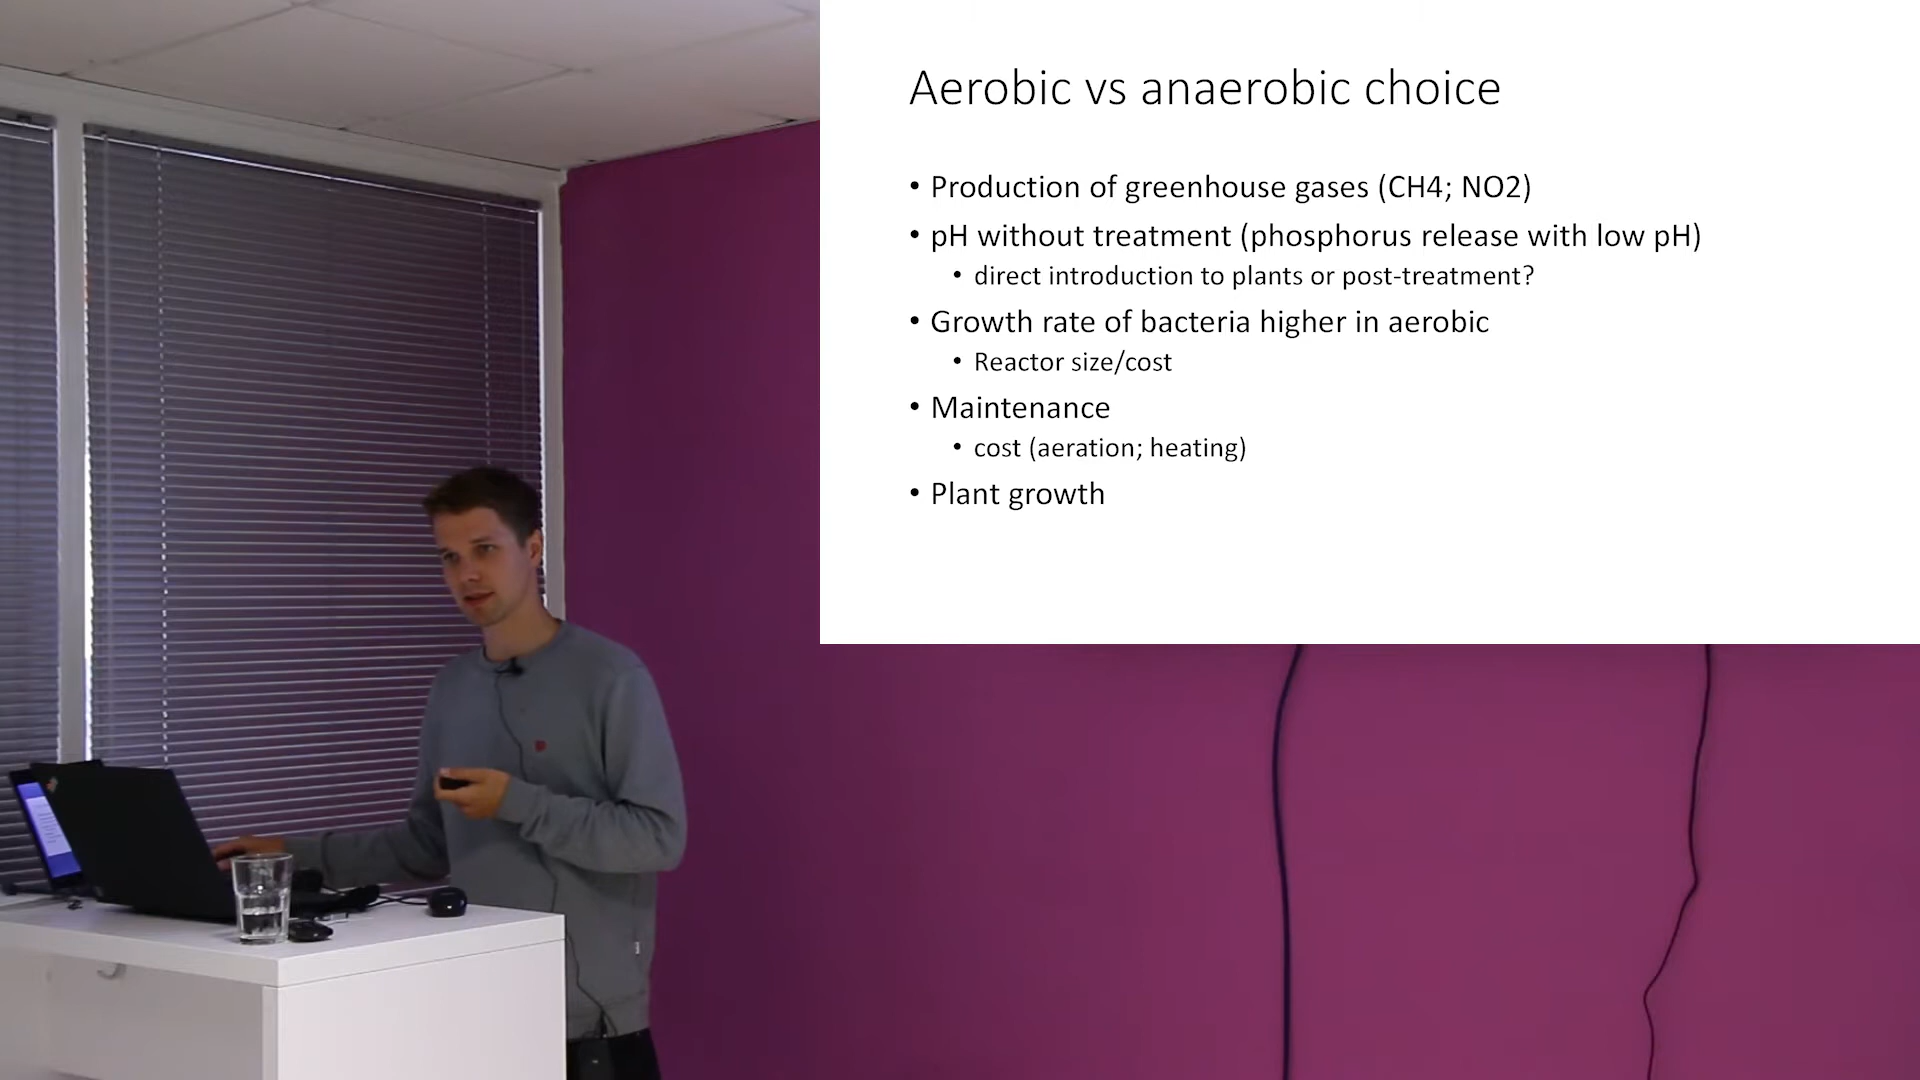 Aerobic vs anaerobic choice
• Production of greenhouse gases (CH4; NO2)
• pH without treatment (phosphorus release with low pH)
• direct introduction to plants or post-treatment?
• Growth rate of bacteria higher in aerobic
• Reactor size/cost
• Maintenance
• cost (aeration; heating)
• Plant growth